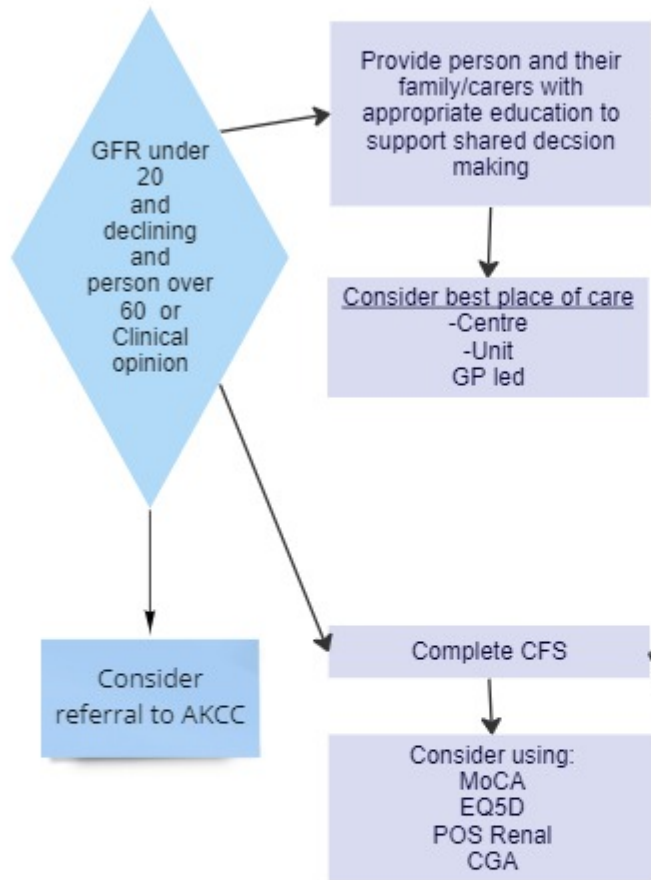 GFR under
20
and
declining
and
person over
60 or
Clinical
opinion
Provide person and their
family/carers with
appropriate education to
support shared decsion
making
Consider best place of care
-Centre
-Unit
GP led
Consider
referral to AKCC
Complete CFS
Consider using:
MoCA
EQ5D
POS Renal
CGA